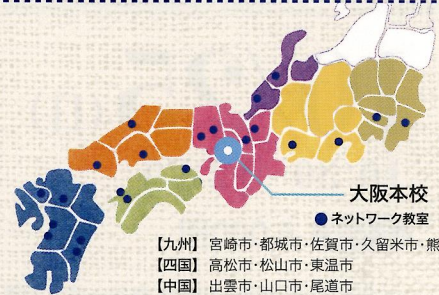 大阪本校
●ネットワーク教室
【九州】 宮崎市・都城市・佐賀市・久留米市・熊
【四国】 高松市・松山市・東温市
【中国】 出雲市・山口市・尾道市